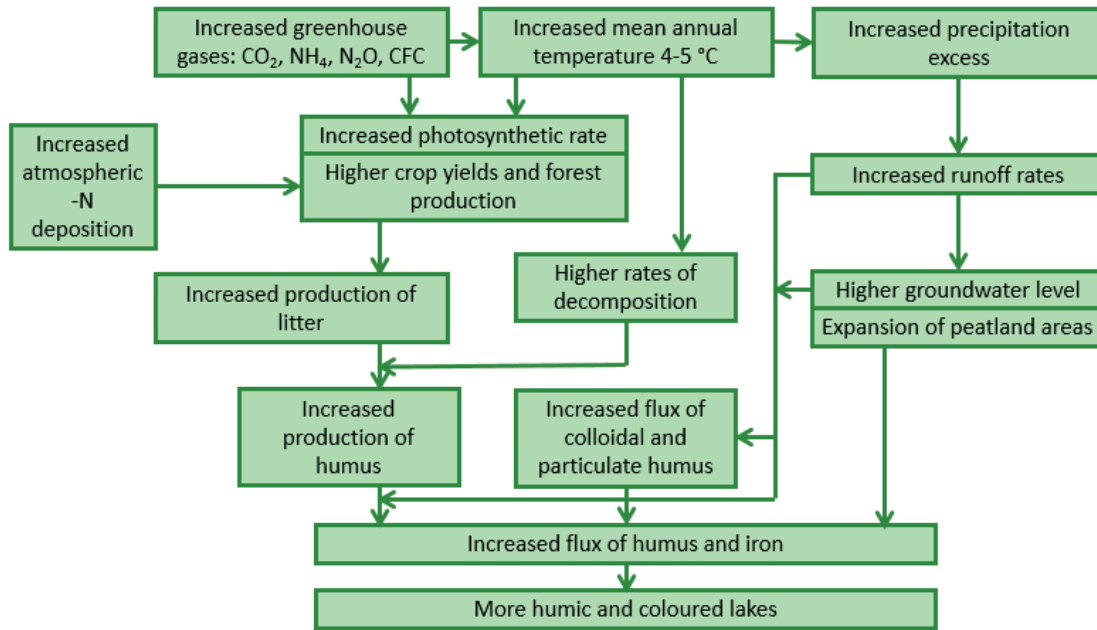 Increased greenhouse
gases: CO₂, NH₄, N₂O, CFC
Increased mean annual
temperature 4-5 °C
Increased precipitation
excess
Increased
atmospheric
-N
deposition
Increased photosynthetic rate
Higher crop yields and forest
production
Increased runoff rates
Increased production of
litter
Higher rates of
decomposition
Higher groundwater level
Expansion of peatland areas
Increased
production of
humus
Increased flux of
colloidal and
particulate humus
Increased flux of humus and iron
More humic and coloured lakes